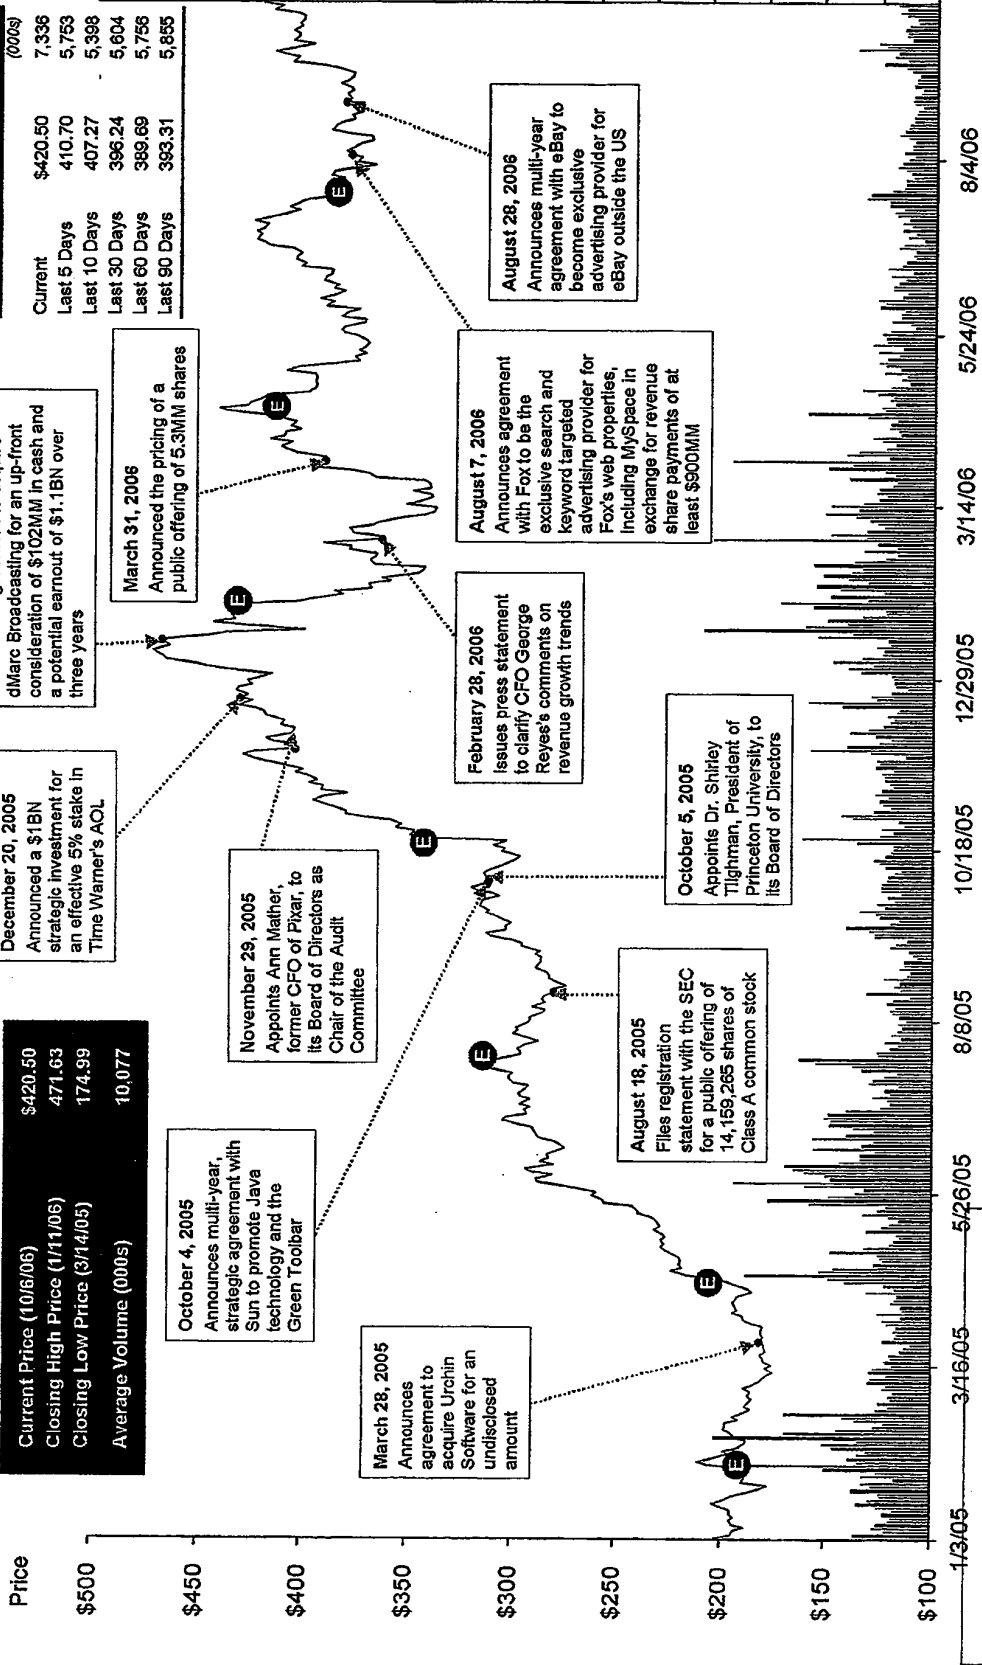 Price
$500
$450
$400
$350
$300
$250
$200
$150
$100
Current Price (10/6/06) $420.50
Closing High Price (1/11/06) 471.63
Closing Low Price (3/14/05) 174.99
Average Volume (000s) 10,077
(000s)
Current $420.50 7,336
Last 5 Days 410.70 5,753
Last 10 Days 407.27 5,398
Last 30 Days 396.24 5,604
Last 60 Days 389.69 5,756
Last 90 Days 393.31 5,855
March 28, 2005
Announces
agreement to
acquire Urchin
Software for an
undisclosed
amount
October 4, 2005
Announces multi-year,
strategic agreement with
Sun to promote Java
technology and the
Green Toolbar
August 18, 2005
Files registration
statement with the SEC
for a public offering of
14,159,265 shares of
Class A common stock
November 29, 2005
Appoints Ann Mather,
former CFO of Pixar, to
its Board of Directors as
Chair of the Audit
Committee
October 5, 2005
Appoints Dr. Shirley
Tilghman, President of
Princeton University, to
its Board of Directors
December 20, 2005
Announced a $1BN
strategic investment for
an effective 5% stake in
Time Warner's AOL
dMarc Broadcasting for an up-front
consideration of $102MM in cash and
a potential earnout of $1.1BN over
three years
February 28, 2006
Issues press statement
to clarify CFO George
Reyes's comments on
revenue growth trends
March 31, 2006
Announced the pricing of a
public offering of 5.3MM shares
August 7, 2006
Announces agreement
with Fox to be the
exclusive search and
keyword targeted
advertising provider for
Fox's web properties,
Including MySpace in
exchange for revenue
share payments of at
least $900MM
August 28, 2006
Announces multi-year
agreement with eBay to
become exclusive
advertising provider for
eBay outside the US
E
E
E
E
E
E
E
1/3/05
3/16/05
5/26/05
8/8/05
10/18/05
12/29/05
3/14/06
5/24/06
8/4/06